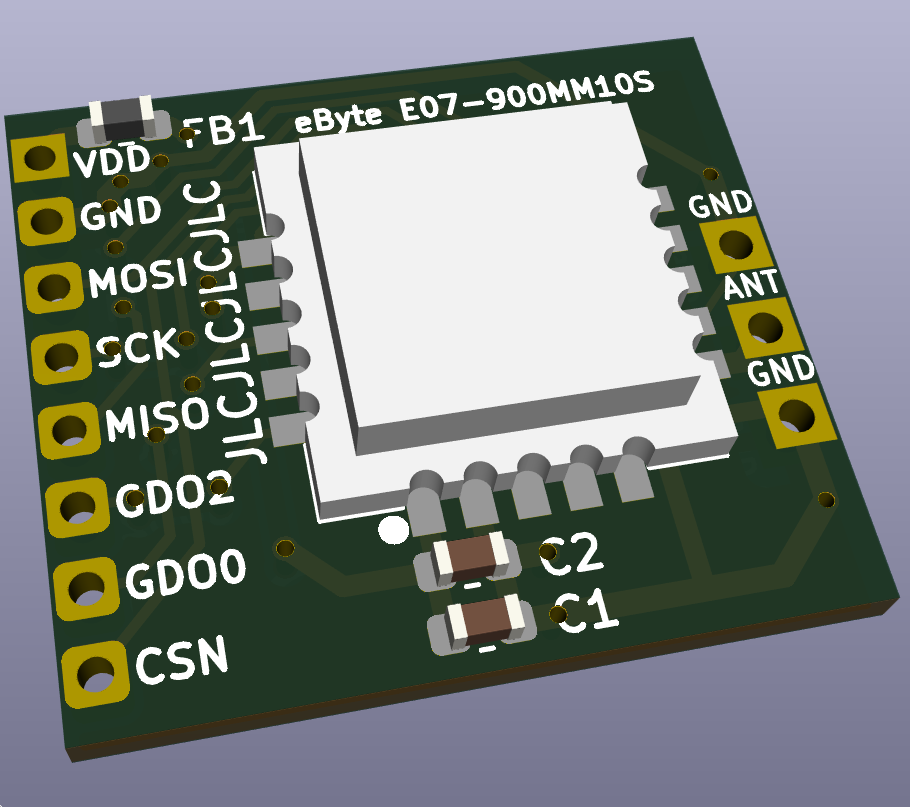 eByte E07-900MM10S
FB1
VDD
GND
MOSI
SCK
MISO
GDO2
GDO0
CSN
JLCJLCJLCJLC
GND
ANT
GND
C2
C1